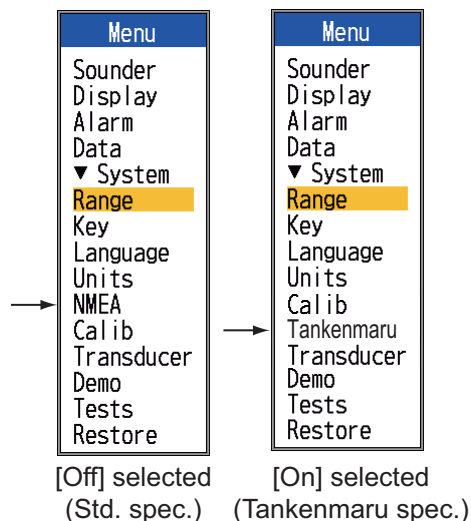 Menu
Sounder
Display
Alarm
Data
▼ System
Range
Key
Language
Units
NMEA
Calib
Transducer
Demo
Tests
Restore
[Off] selected
(Std. spec.)
Menu
Sounder
Display
Alarm
Data
▼ System
Range
Key
Language
Units
Calib
Tankenmaru
Transducer
Demo
Tests
Restore
[On] selected
(Tankenmaru spec.)